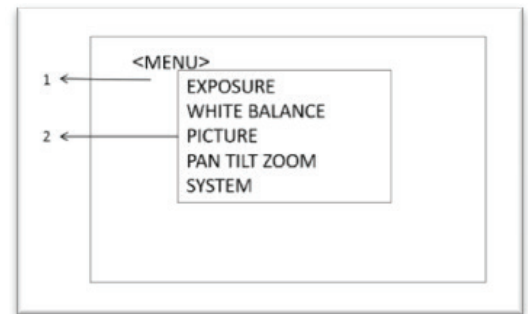 <MENU>
1
EXPOSURE
WHITE BALANCE
2
PICTURE
PAN TILT ZOOM
SYSTEM